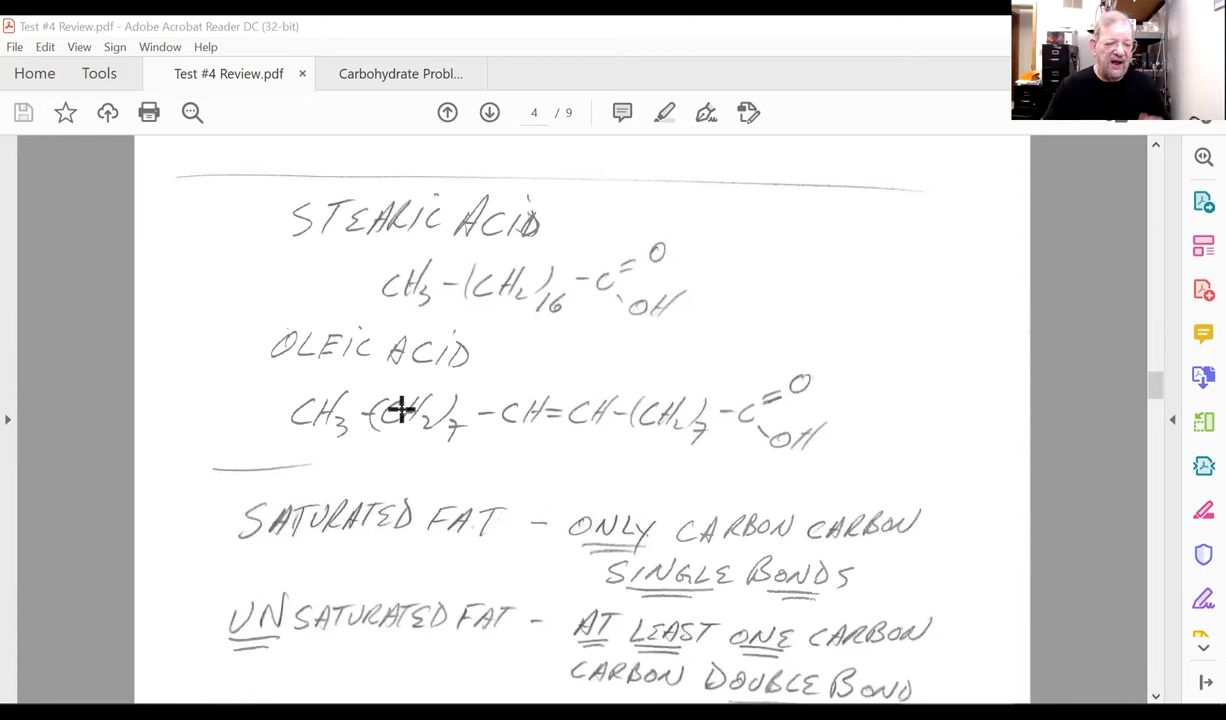 Test #4 Review.pdf - Adobe Acrobat Reader DC (32-bit)
File Edit View Sign Window Help
Home Tools Test #4 Review.pdf × Carbohydrate Probl...
4 / 9
STEARIC ACID
CH3-(CH2)16-C=O
OH
OLEIC ACID
CH3-(CH2)7-CH=CH-(CH2)7-C=O
OH
SATURATED FAT - ONLY CARBON CARBON
SINGLE BONDS
UNSATURATED FAT - AT LEAST ONE CARBON
CARBON DOUBLE BOND